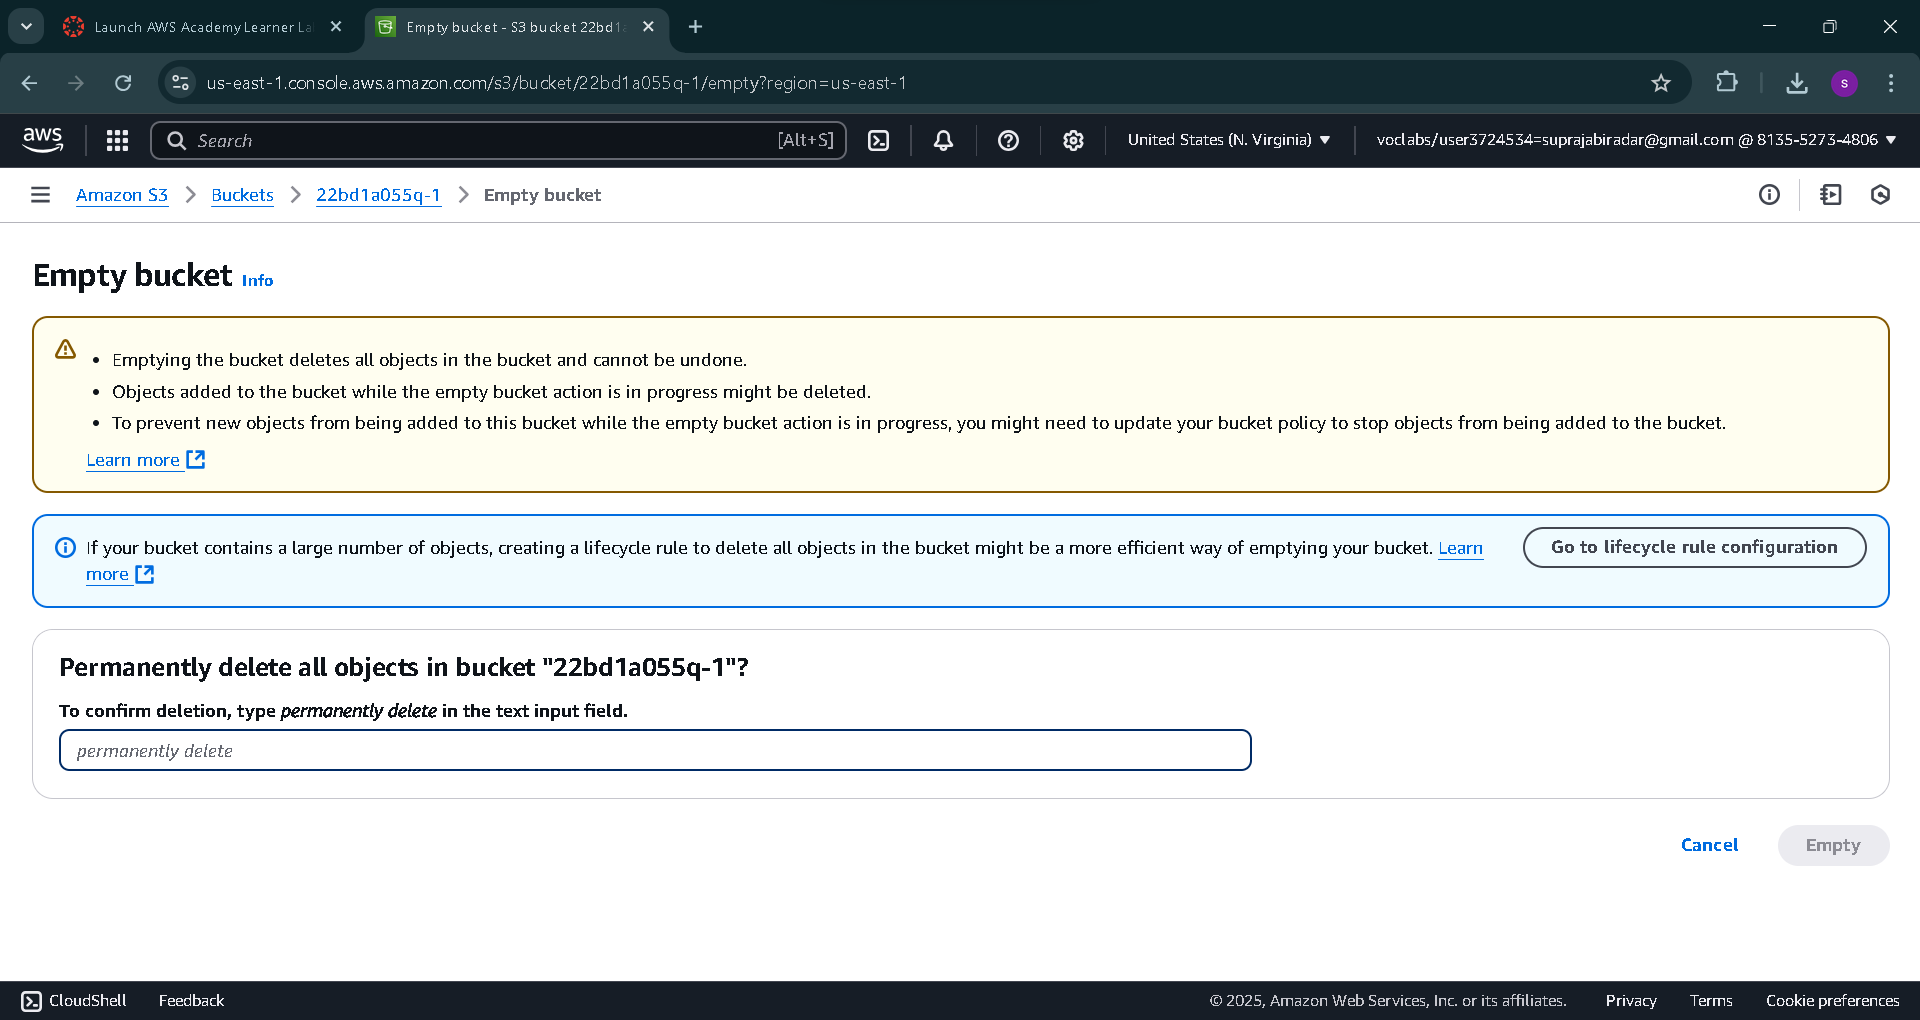 Launch AWS Academy Learner La
Empty bucket - S3 bucket 22bd1a
us-east-1.console.aws.amazon.com/s3/bucket/22bd1a055q-1/empty?region=us-east-1
S
aws
Search
[Alt+S]
United States (N. Virginia)
voclabs/user3724534=suprajabiradar@gmail.com @ 8135-5273-4806
Amazon S3
Buckets
22bd1a055q-1
Empty bucket
Empty bucket Info
Emptying the bucket deletes all objects in the bucket and cannot be undone.
Objects added to the bucket while the empty bucket action is in progress might be deleted.
To prevent new objects from being added to this bucket while the empty bucket action is in progress, you might need to update your bucket policy to stop objects from being added to the bucket.
Learn more
If your bucket contains a large number of objects, creating a lifecycle rule to delete all objects in the bucket might be a more efficient way of emptying your bucket. Learn
more
Go to lifecycle rule configuration
Permanently delete all objects in bucket "22bd1a055q-1"?
To confirm deletion, type permanently delete in the text input field.
permanently delete
Cancel
Empty
CloudShell
Feedback
© 2025, Amazon Web Services, Inc. or its affiliates.
Privacy
Terms
Cookie preferences